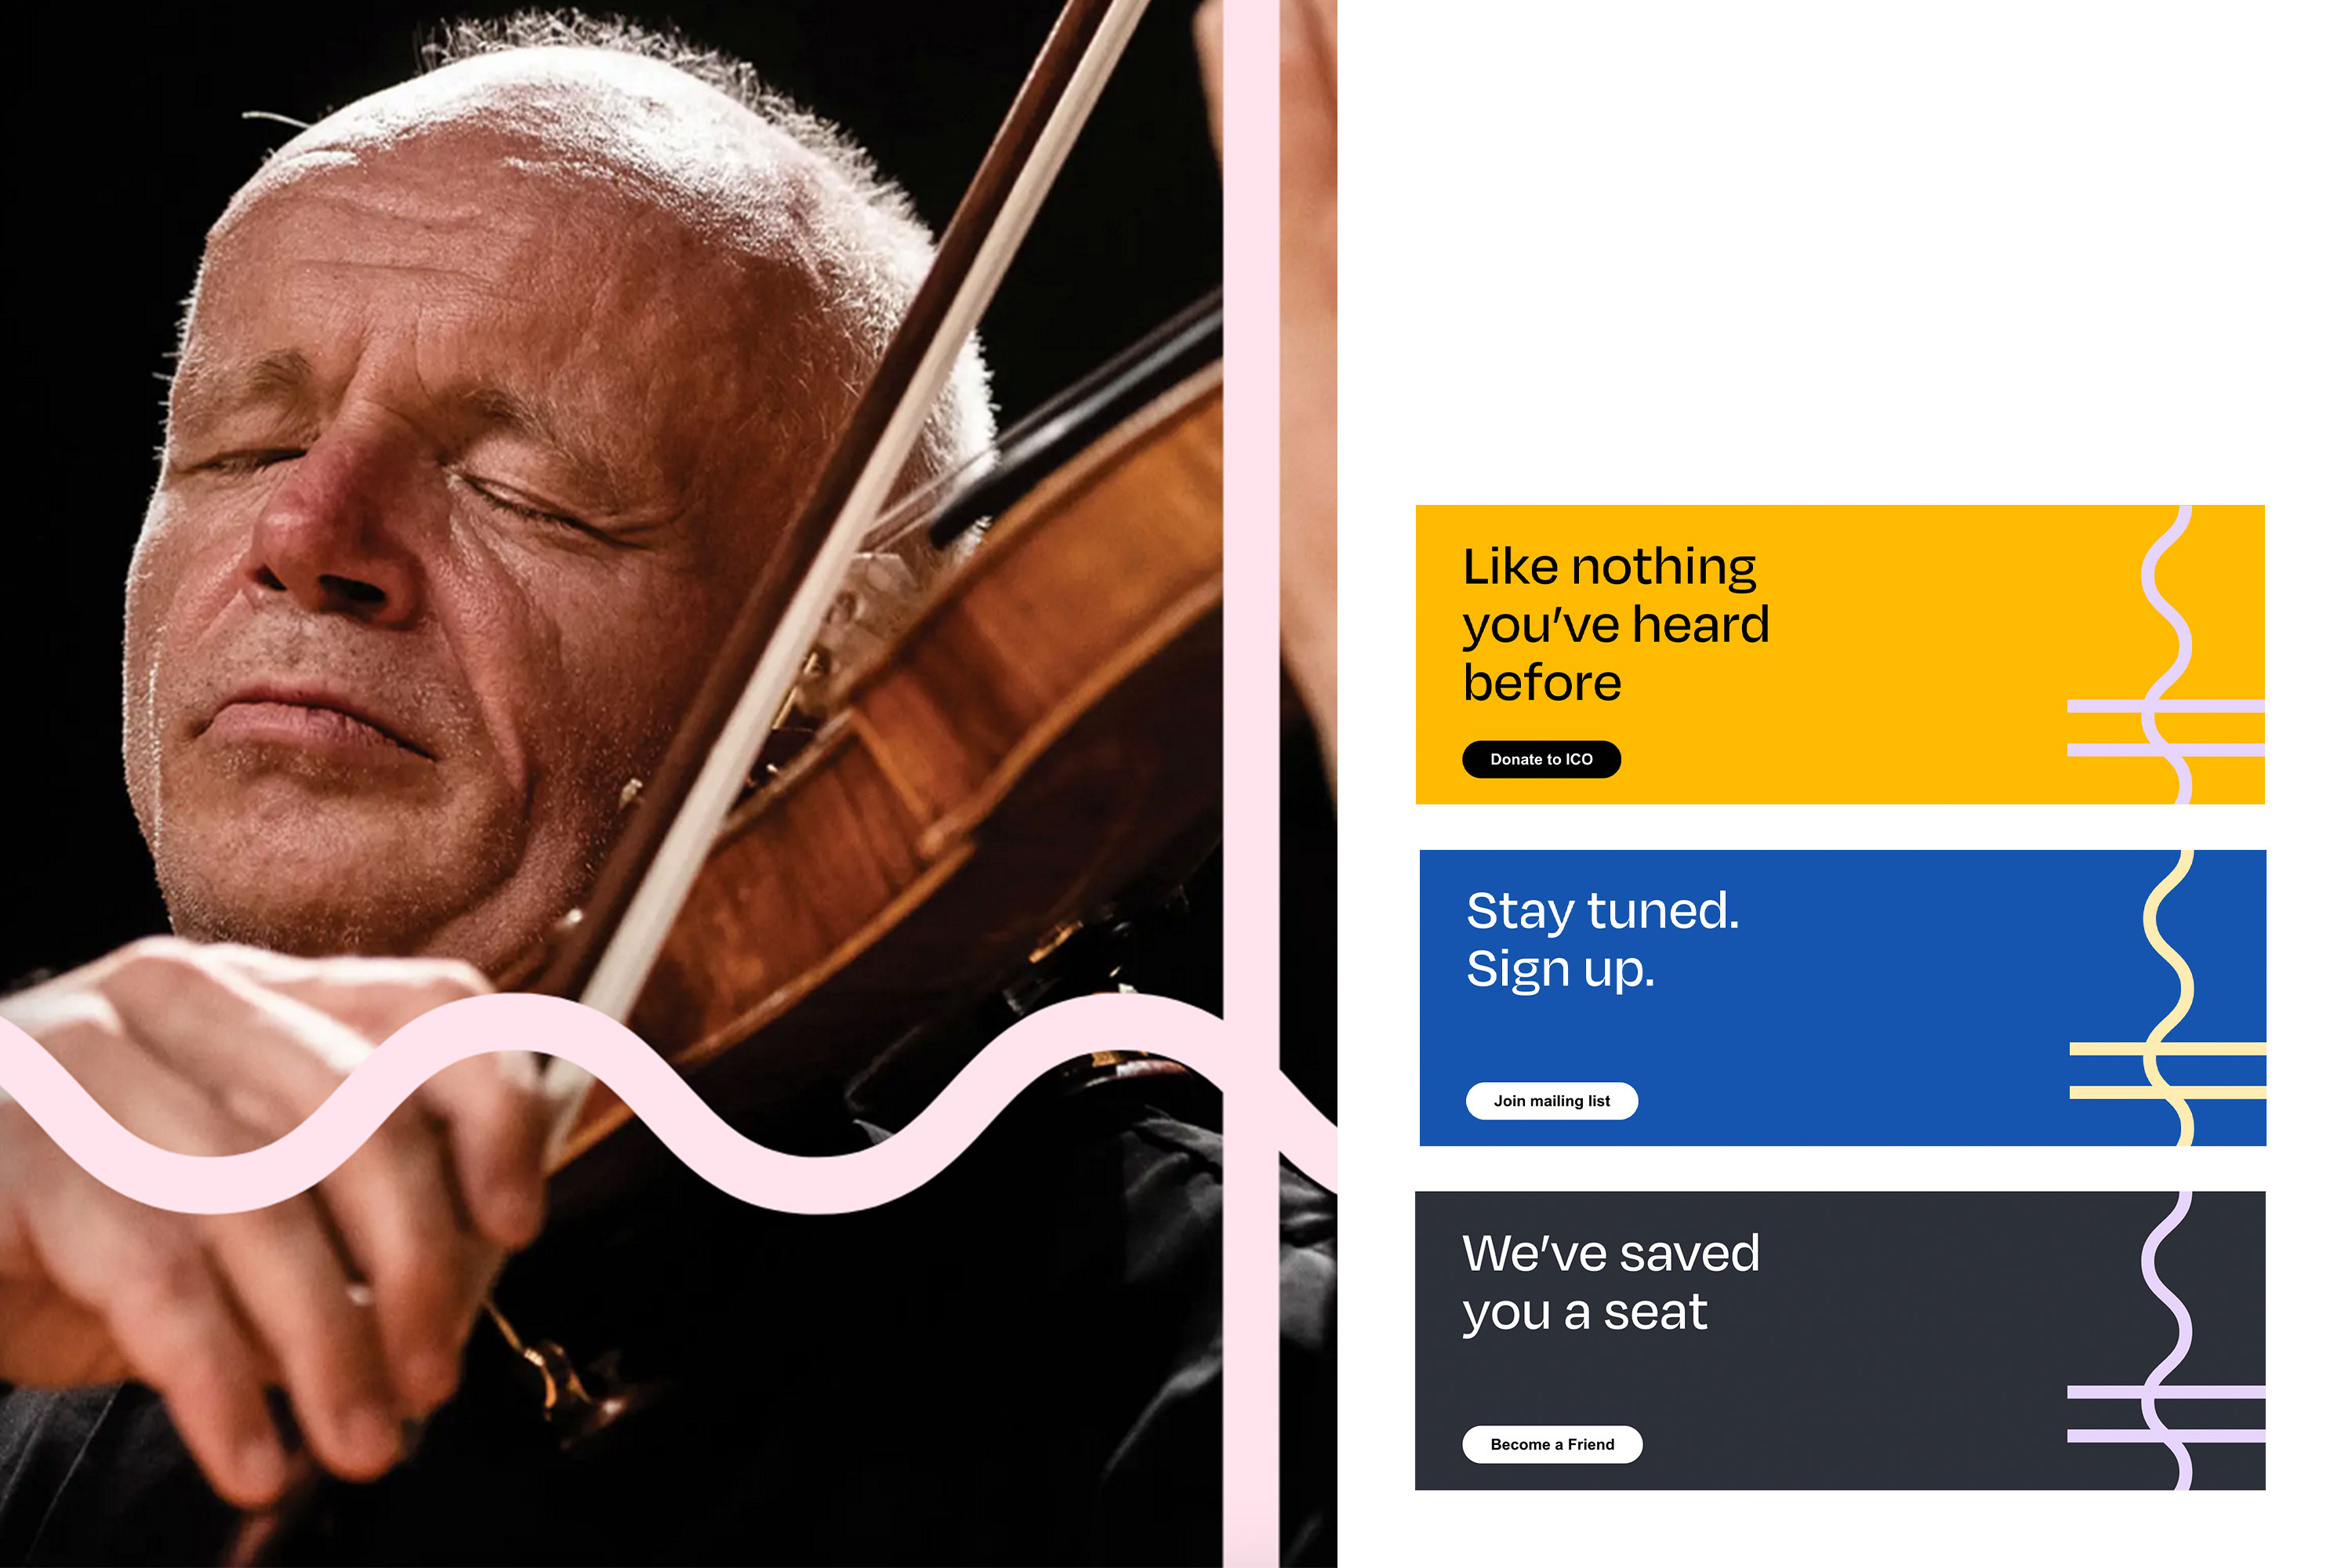 Like nothing
you've heard
before
Donate to ICO
Stay tuned.
Sign up.
Join mailing list
We've saved
you a seat
Become a Friend